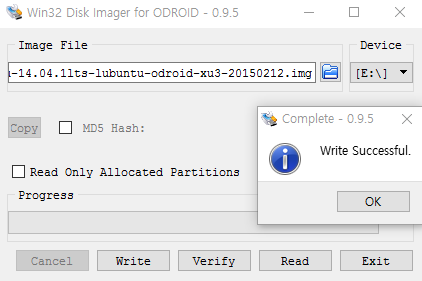 Win32 Disk Imager for ODROID - 0.9.5
Image File
Device
-14.04.1lts-lubuntu-odroid-xu3-20150212.img
[E:\]
Copy
MD5 Hash:
Complete - 0.9.5
Write Successful.
OK
Read Only Allocated Partitions
Progress
Cancel
Write
Verify
Read
Exit